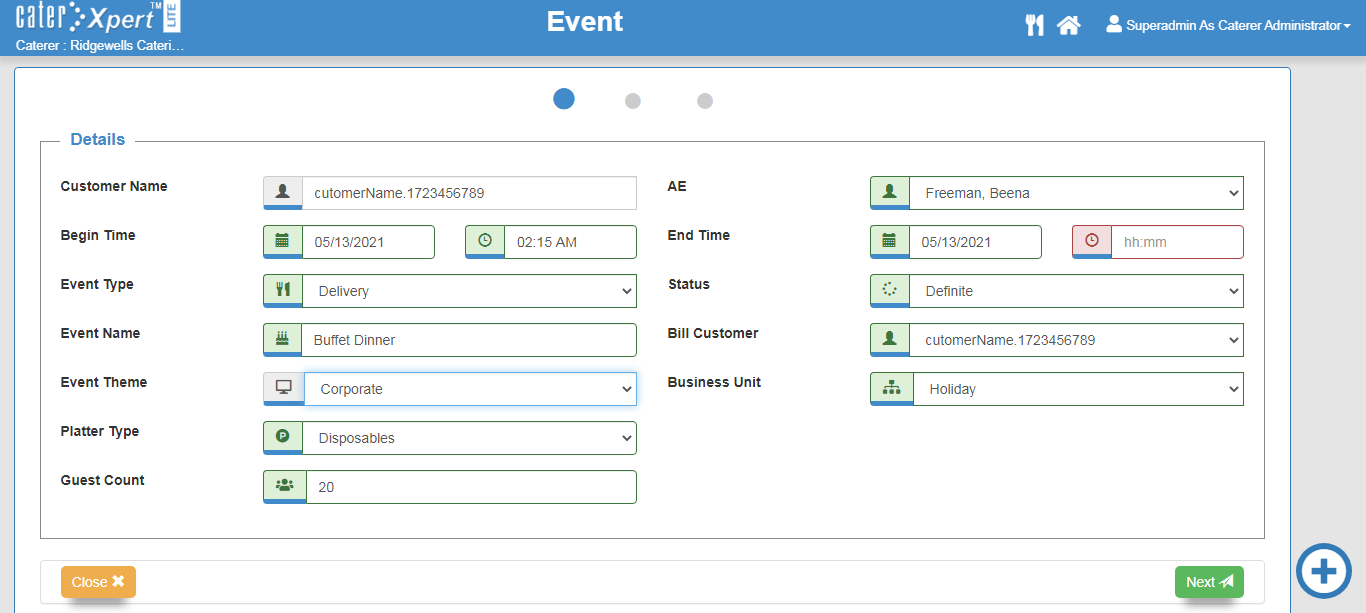 cater Xpert™ LITE
Event
Superadmin As Caterer Administrator
Caterer : Ridgewells Cateri...
Details
Customer Name cutomerName.1723456789 AE Freeman, Beena
Begin Time 05/13/2021 02:15 AM End Time 05/13/2021 hh:mm
Event Type Delivery Status Definite
Event Name Buffet Dinner Bill Customer cutomerName.1723456789
Event Theme Corporate Business Unit Holiday
Platter Type P Disposables
Guest Count 20
Close Next